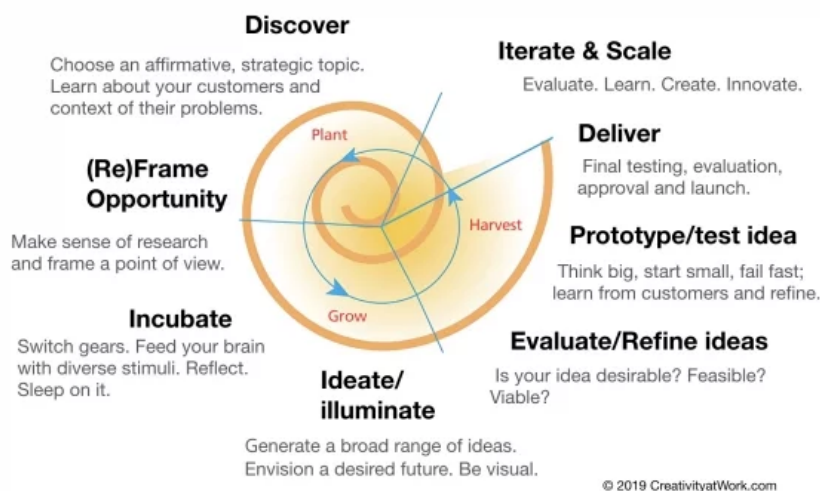 Discover
Choose an affirmative, strategic topic.
Learn about your customers and
context of their problems.
Iterate & Scale
Evaluate. Learn. Create. Innovate.
Plant
Deliver
Final testing, evaluation,
approval and launch.
(Re)Frame
Opportunity
Make sense of research
and frame a point of view.
Harvest
Prototype/test idea
Think big, start small, fail fast;
learn from customers and refine.
Grow
Incubate
Switch gears. Feed your brain
with diverse stimuli. Reflect.
Sleep on it.
Evaluate/Refine ideas
Is your idea desirable? Feasible?
Viable?
Ideate/
illuminate
Generate a broad range of ideas.
Envision a desired future. Be visual.
© 2019 CreativityatWork.com